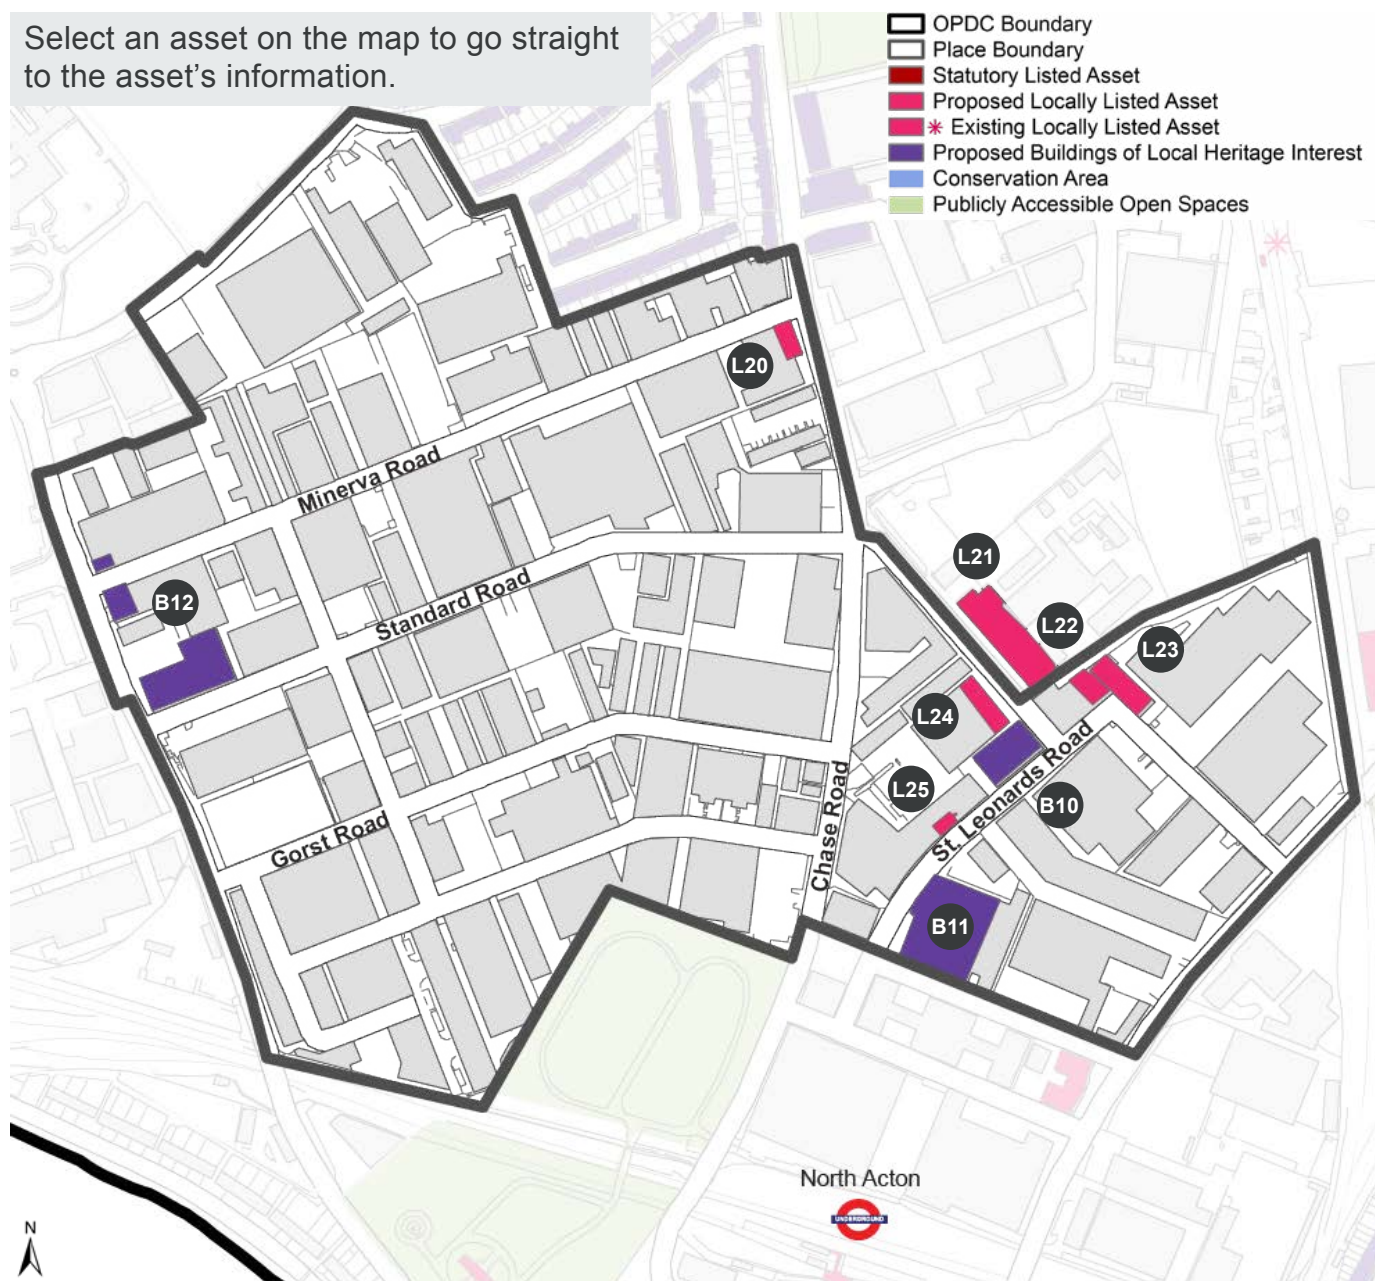 Select an asset on the map to go straight
to the asset's information.
OPDC Boundary
Place Boundary
Statutory Listed Asset
Proposed Locally Listed Asset
Existing Locally Listed Asset
Proposed Buildings of Local Heritage Interest
Conservation Area
Publicly Accessible Open Spaces
L20
Minerva Road
L21
Standard Road
B12
L22
L23
L24
L25
St. Leonards Road
B10
Chase Road
Gorst Road
B11
North Acton
UNDERGROUND
N